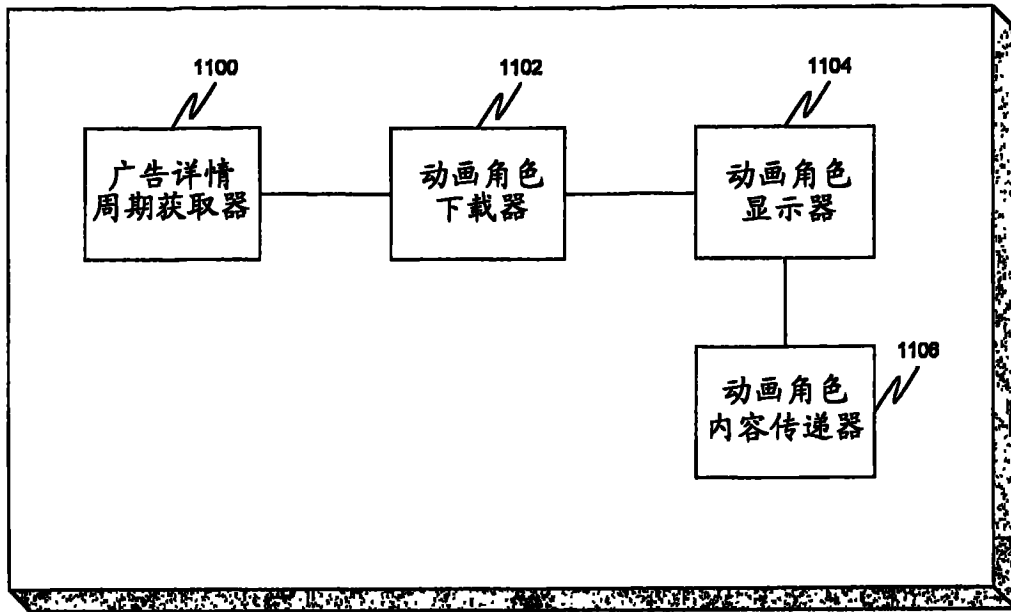 1100
1102
1104
广告详情
周期获取器
动画角色
下载器
动画角色
显示器
1106
动画角色
内容传递器